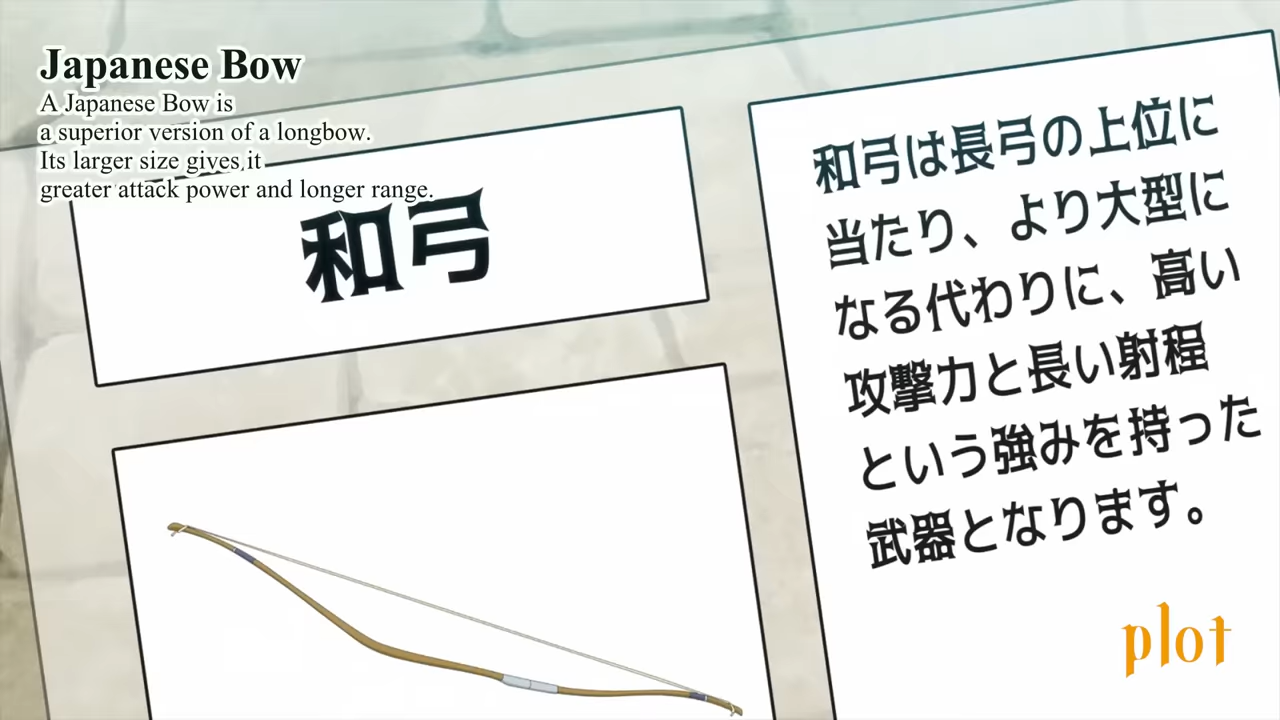 Japanese Bow
A Japanese Bow is
a superior version of a longbow.
Its larger size gives it
greater attack power and longer range.
和弓
和弓は長弓の上位に
当たり、より大型に
なる代わりに、高い
攻撃力と長い射程
という強みを持った
武器となります。
plot